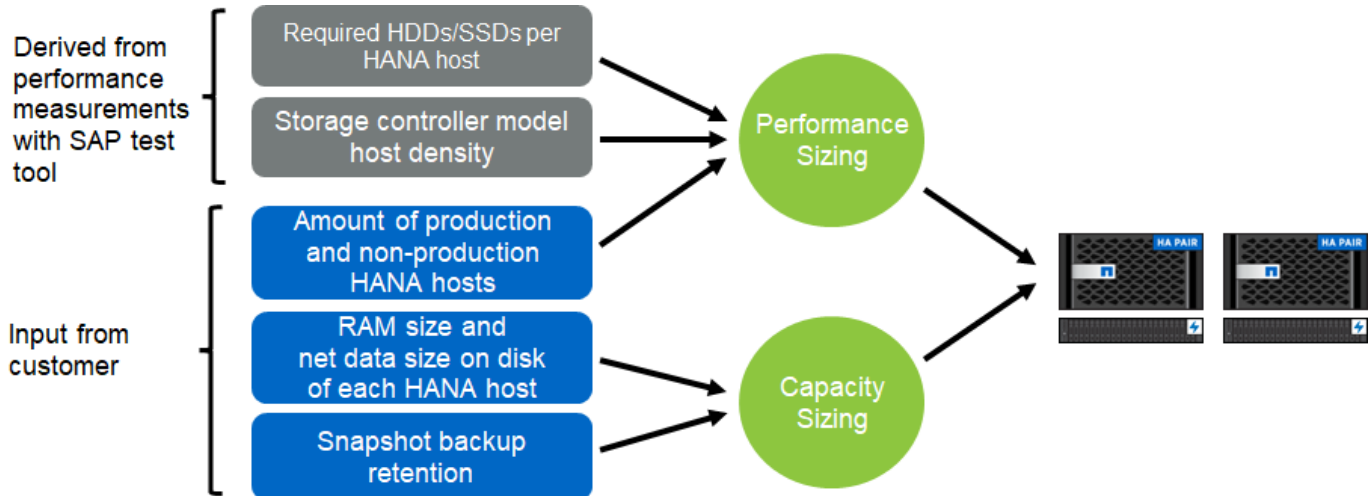 Derived from
performance
measurements
with SAP test
tool
Required HDDs/SSDs per
HANA host
Storage controller model
host density
Performance
Sizing
Amount of production
and non-production
HANA hosts
HA PAIR
HA PAIR
Input from
customer
RAM size and
net data size on disk
of each HANA host
Capacity
Sizing
Snapshot backup
retention